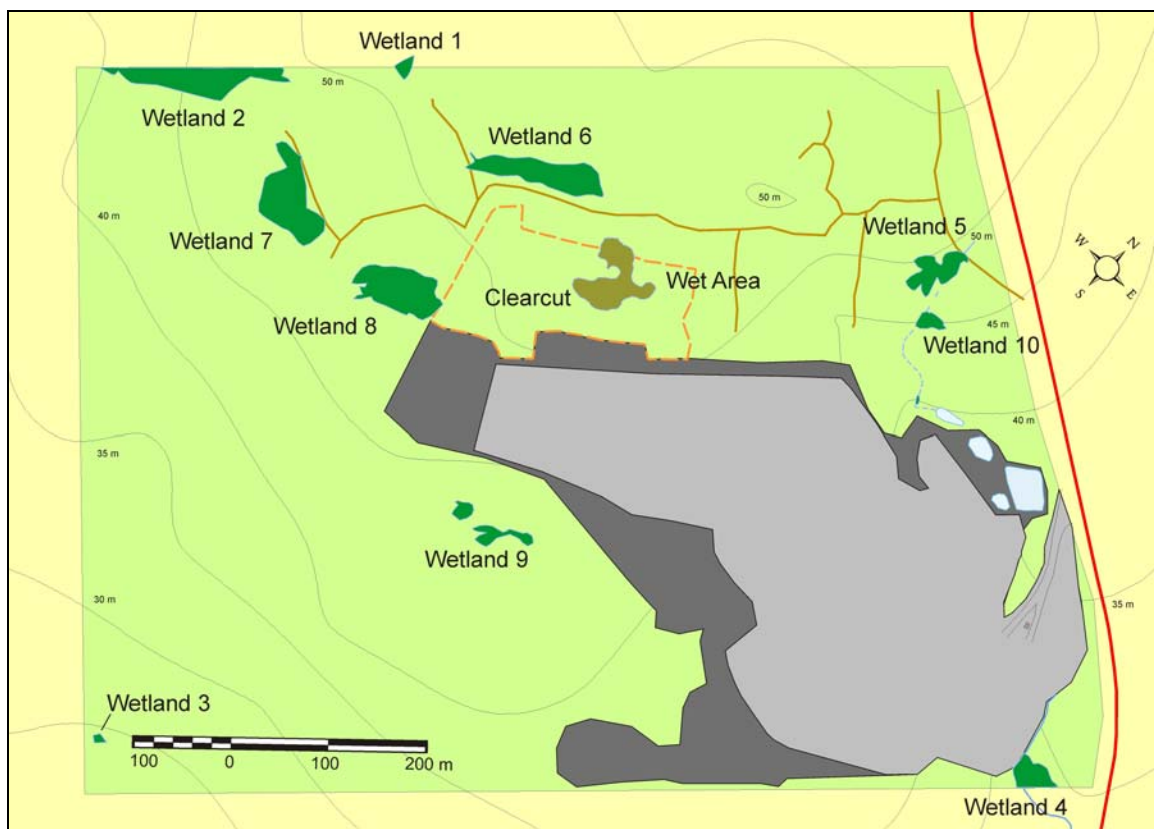 Wetland 1
50 m
Wetland 2
Wetland 6
50 m
40 m
Wetland 5
50 m
Wetland 7
W
N
S
E
Wet Area
Clearcut
Wetland 8
45 m
Wetland 10
40 m
35 m
Wetland 9
30 m
35 m
Wetland 3
100
0
100
200 m
Wetland 4